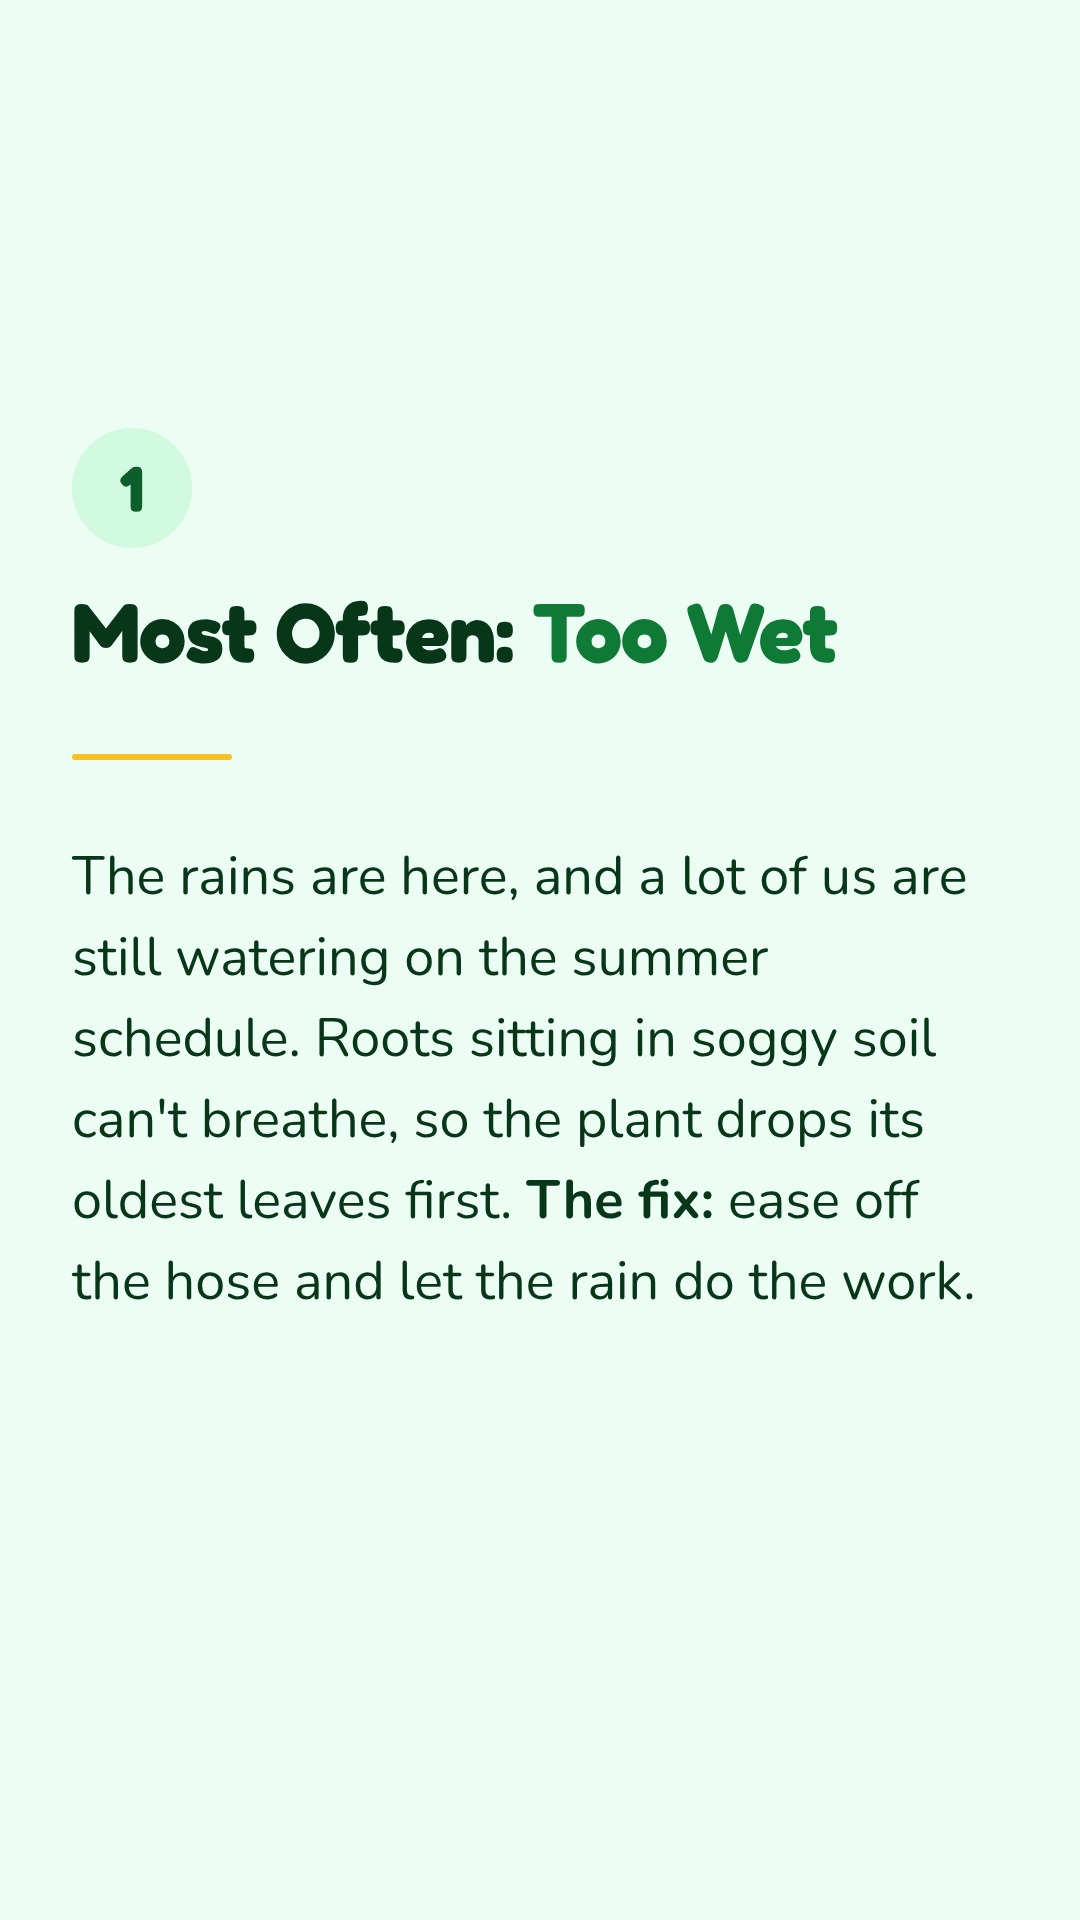 1
Most Often: Too Wet
The rains are here, and a lot of us are
still watering on the summer
schedule. Roots sitting in soggy soil
can't breathe, so the plant drops its
oldest leaves first. The fix: ease off
the hose and let the rain do the work.